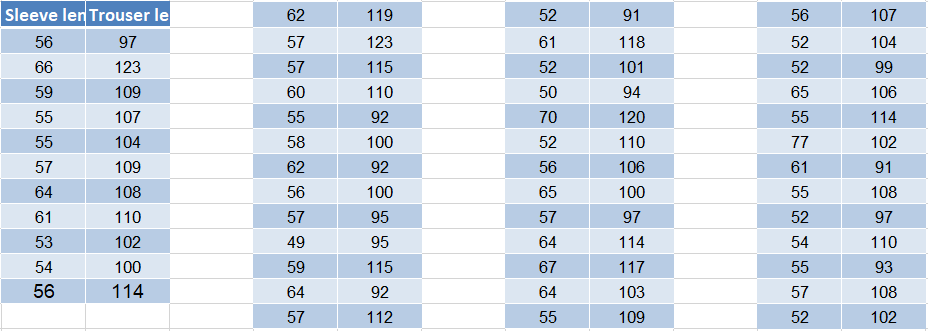 Sleeve len Trouser le 62 119 52 91 56 107
56 97 57 123 61 118 52 104
66 123 57 115 52 101 52 99
59 109 60 110 50 94 65 106
55 107 55 92 70 120 55 114
55 104 58 100 52 110 77 102
57 109 62 92 56 106 61 91
64 108 56 100 65 100 55 108
61 110 57 95 57 97 52 97
53 102 49 95 64 114 54 110
54 100 59 115 67 117 55 93
56 114 64 92 64 103 57 108
57 112 55 109 52 102